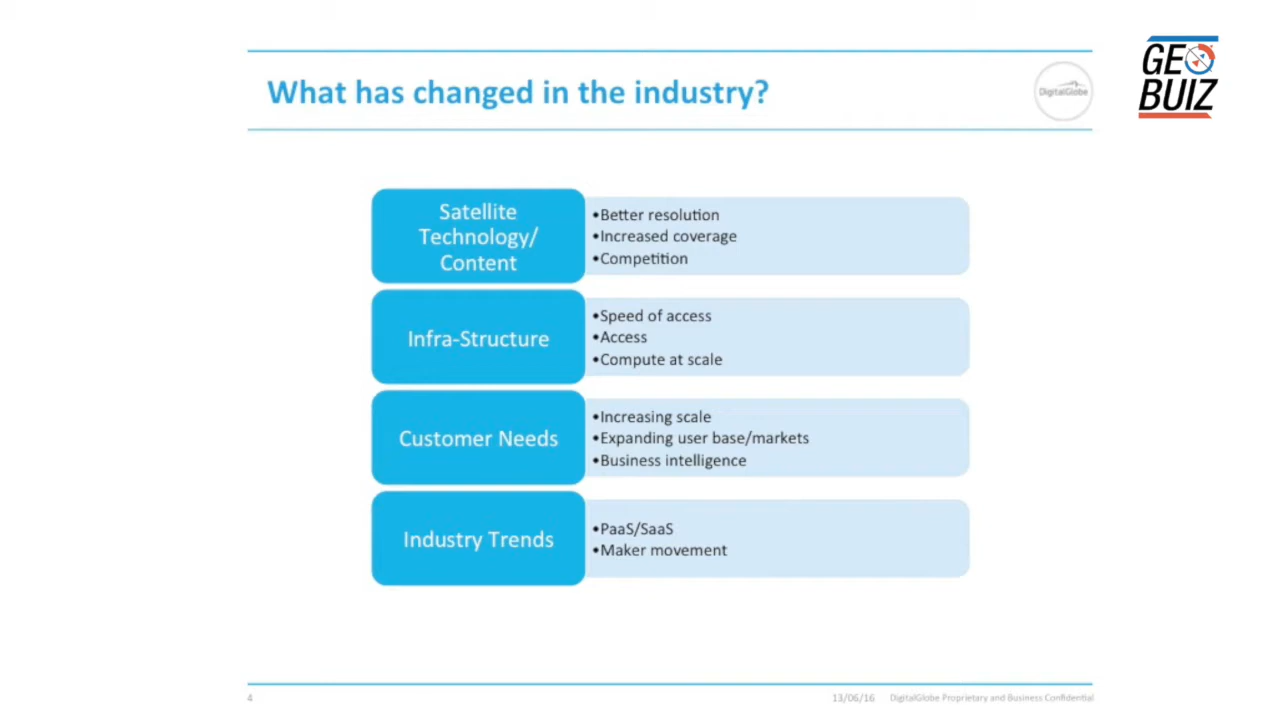 GEO
BUIZ
What has changed in the industry?
DigitalGlobe
Satellite
Technology/
Content
•Better resolution
•Increased coverage
•Competition
Infra-Structure
•Speed of access
•Access
•Compute at scale
Customer Needs
•Increasing scale
•Expanding user base/markets
•Business intelligence
Industry Trends
•PaaS/SaaS
•Maker movement
4
13/06/16 DigitalGlobe Proprietary and Business Confidential